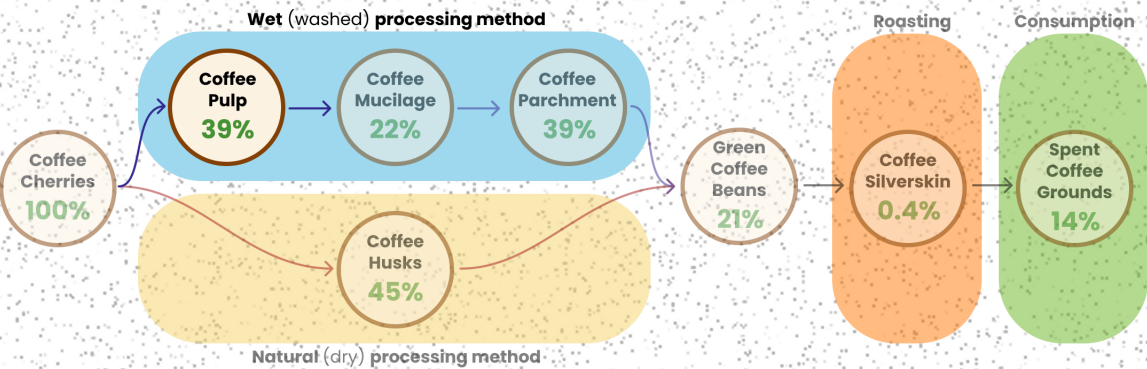 Wet (washed) processing method
Roasting
Consumption
Coffee
Cherries
100%
Coffee
Pulp
39%
Coffee
Mucilage
22%
Coffee
Parchment
39%
Coffee
Husks
45%
Green
Coffee
Beans
21%
Coffee
Silverskin
0.4%
Spent
Coffee
Grounds
14%
Natural (dry) processing method